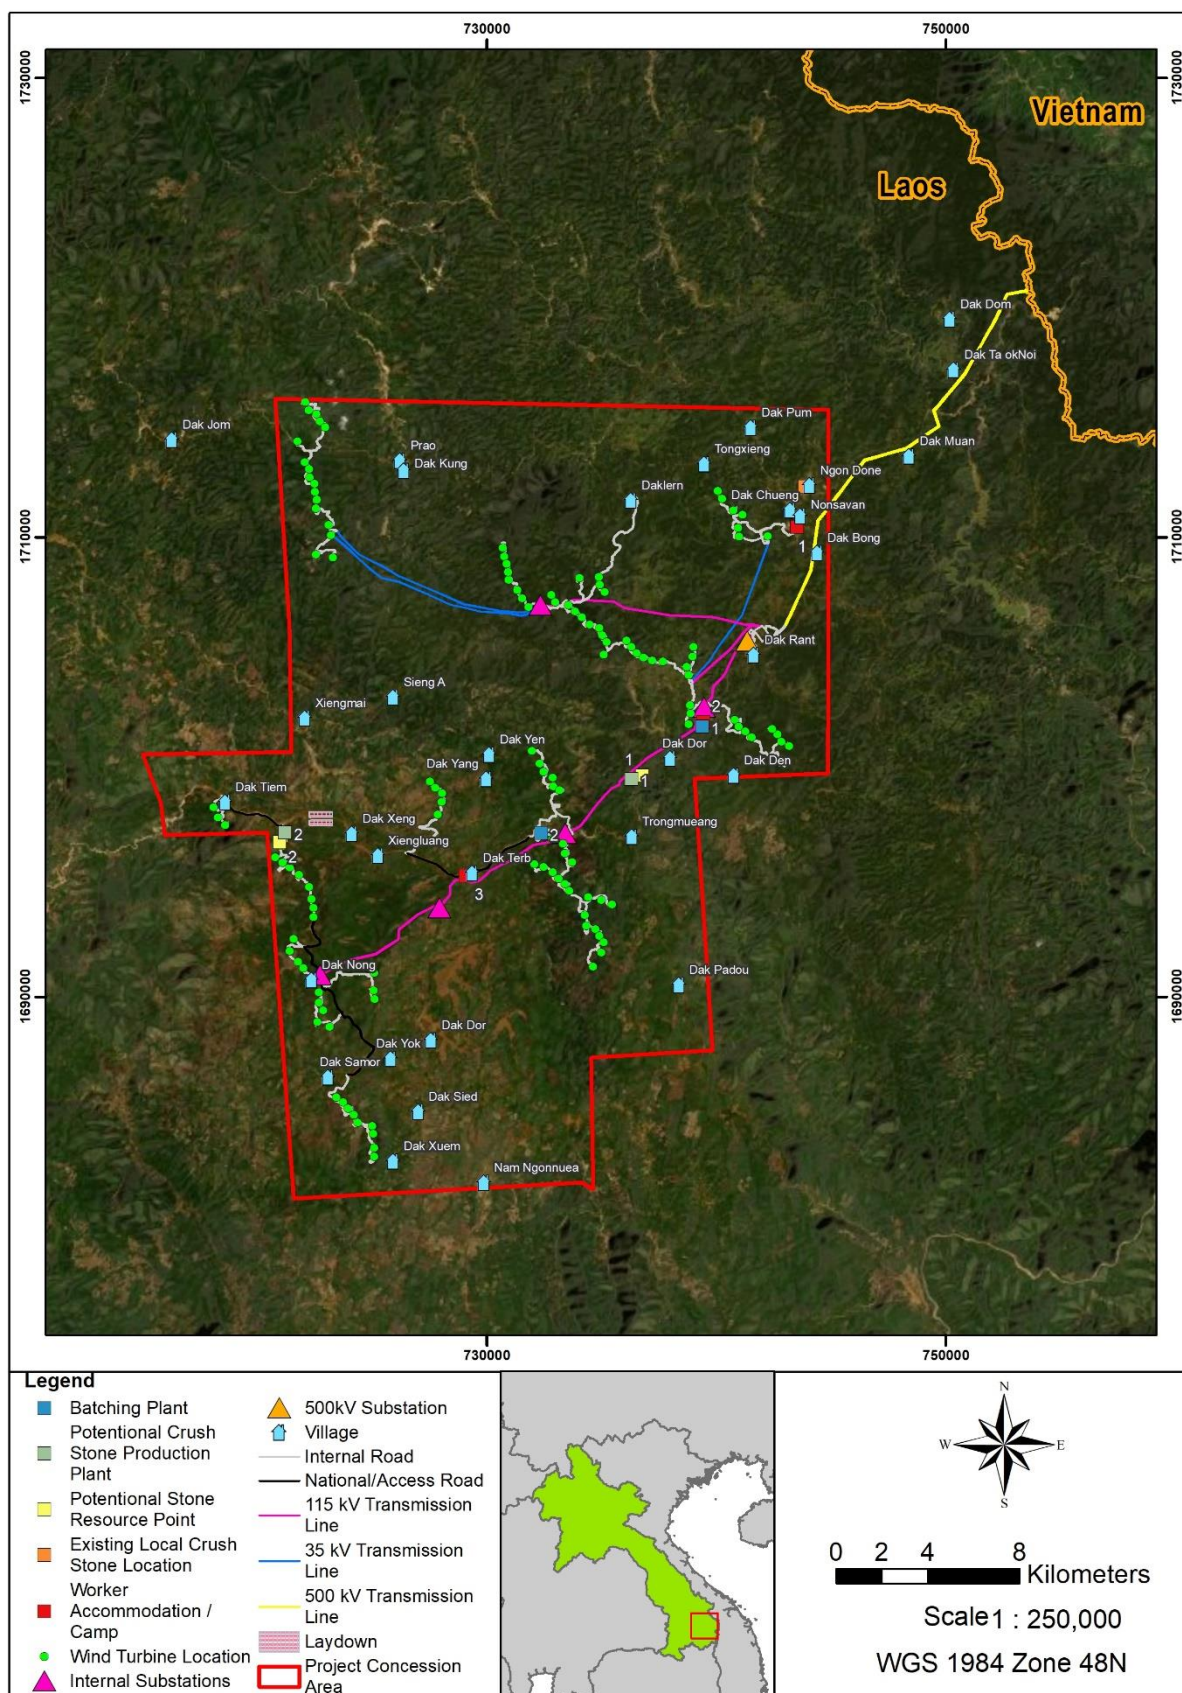 730000
750000
1730000
1730000
Vietnam
Laos
Dak Dom
Dak Ta okNoi
Dak Pum
Dak Jom
Prao
Tongxieng
Dak Muan
Dak Kung
Ngon Done
Daklern
Dak Chueng
Nonsavan
1710000
1710000
1
Dak Bong
Dak Rant
Sieng A
Xiengmai
2
1
Dak Yen
Dak Dor
Dak Yang
1
1
Dak Den
Dak Tiem
Dak Xeng
2
2
Trongmueang
Xiengluang
2
Dak Terb
3
Dak Nong
Dak Padou
1690000
1690000
Dak Dor
Dak Yok
Dak Samor
Dak Sied
Dak Xuem
Nam Ngonnuea
730000
750000
Legend
Batching Plant
Potential Crush
Stone Production
Plant
Potential Stone
Resource Point
Existing Local Crush
Stone Location
Worker
Accommodation /
Camp
Wind Turbine Location
Internal Substations
500kV Substation
Village
Internal Road
National/Access Road
115 kV Transmission
Line
35 kV Transmission
Line
500 kV Transmission
Line
Laydown
Project Concession
Area
N
W
E
S
0 2 4 8
Kilometers
Scale 1 : 250,000
WGS 1984 Zone 48N